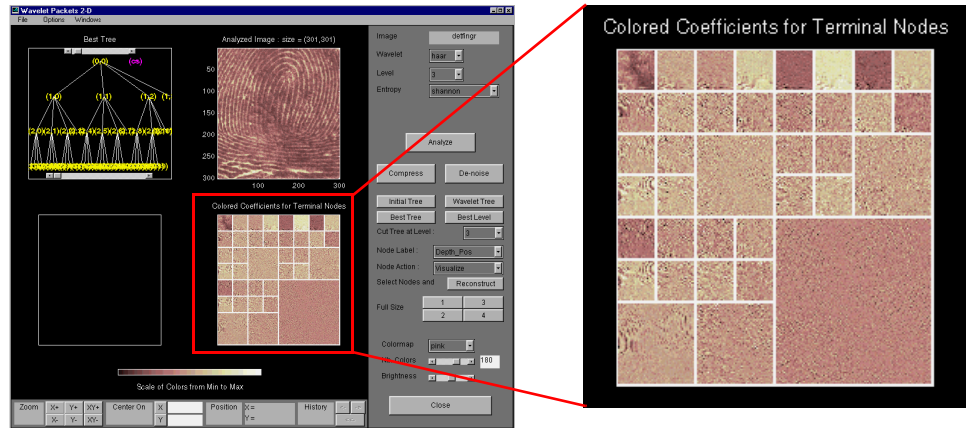 Wavelet Packets 2-D
File Options Windows
Best Tree
(0,0) (os)
(1,0) (1,1) (1,2) (1,
Analyzed Image : size = (301,301)
50
100
150
200
250
300
100 200 300
Colored Coefficients for Terminal Nodes
Scale of Colors from Min to Max
Image detfingr
Wavelet haar
Level 3
Entropy shannon
Analyze
Compress De-noise
Initial Tree Wavelet Tree
Best Tree Best Level
Cut Tree at Level : 3
Node Label : Depth_Pos
Node Action : Visualize
Select Nodes and Reconstruct
Full Size 1 3
2 4
Colormap pink
Nb. Colors 180
Brightness
Close
Zoom X+ Y+ XY+ Center On X Position X = History
X- Y- XY- Y Y =
Colored Coefficients for Terminal Nodes